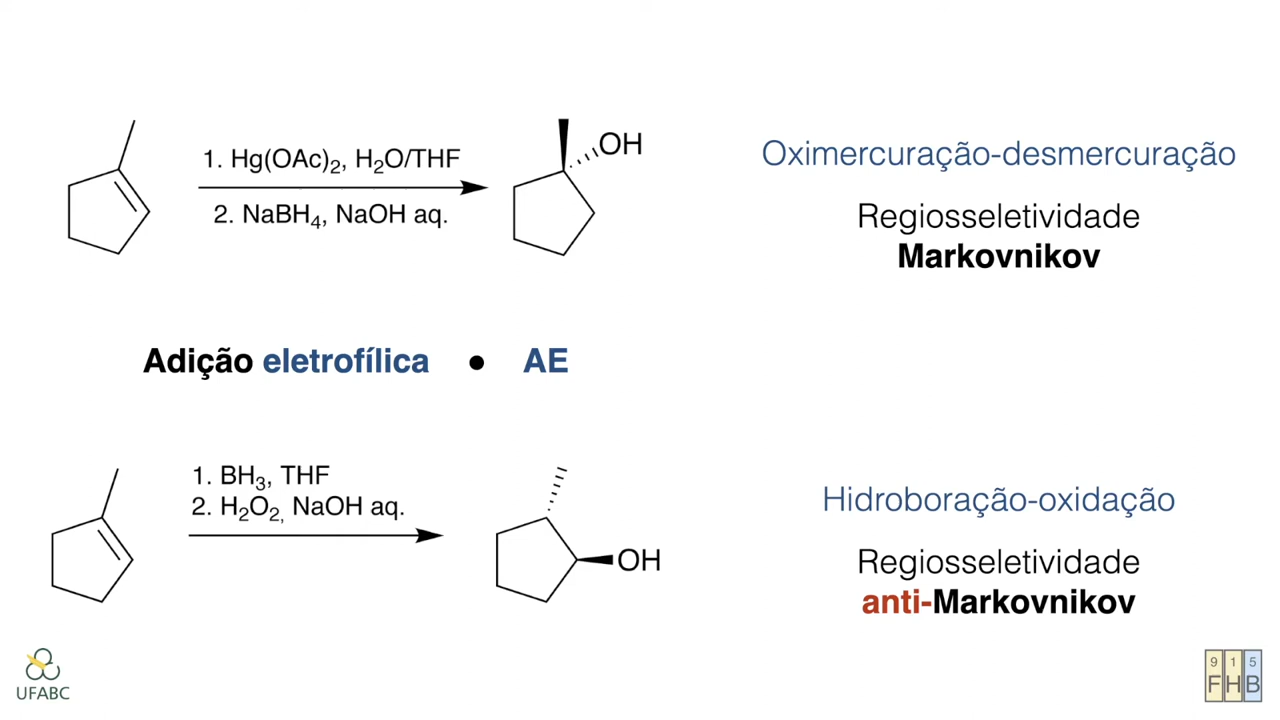 1. Hg(OAc)₂, H₂O/THF
2. NaBH₄, NaOH aq.
OH
Oximercuração-desmercuração
Regiosseletividade
Markovnikov
Adição eletrofílica • AE
1. BH₃, THF
2. H₂O₂, NaOH aq.
OH
Hidroboração-oxidação
Regiosseletividade
anti-Markovnikov
UFABC
9 1 5
F H B